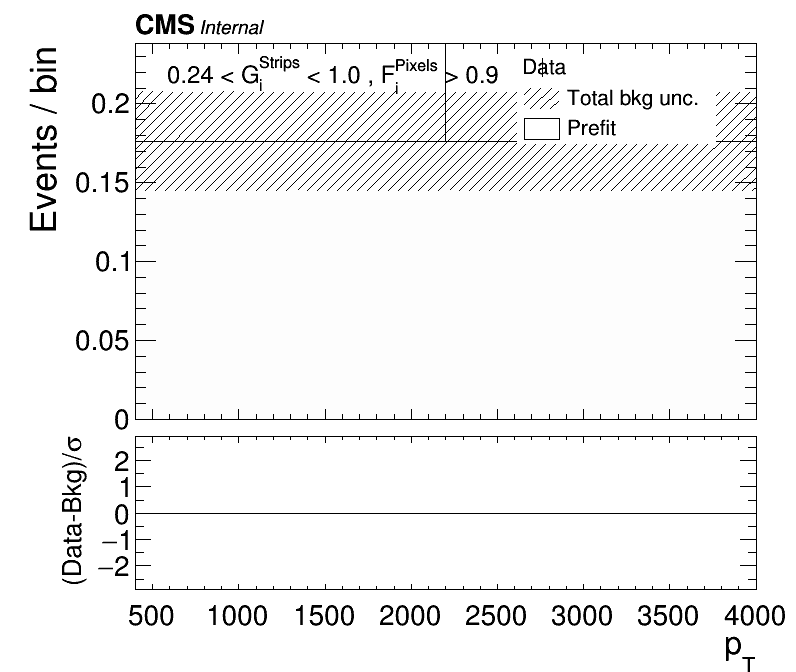 CMS Internal
0.24 < G_i^Strips < 1.0 , F_i^Pixels > 0.9
Data
Total bkg unc.
Prefit
Events / bin
0.2
0.15
0.1
0.05
0
(Data-Bkg)/σ
2
1
0
−1
−2
500 1000 1500 2000 2500 3000 3500 4000
p_T